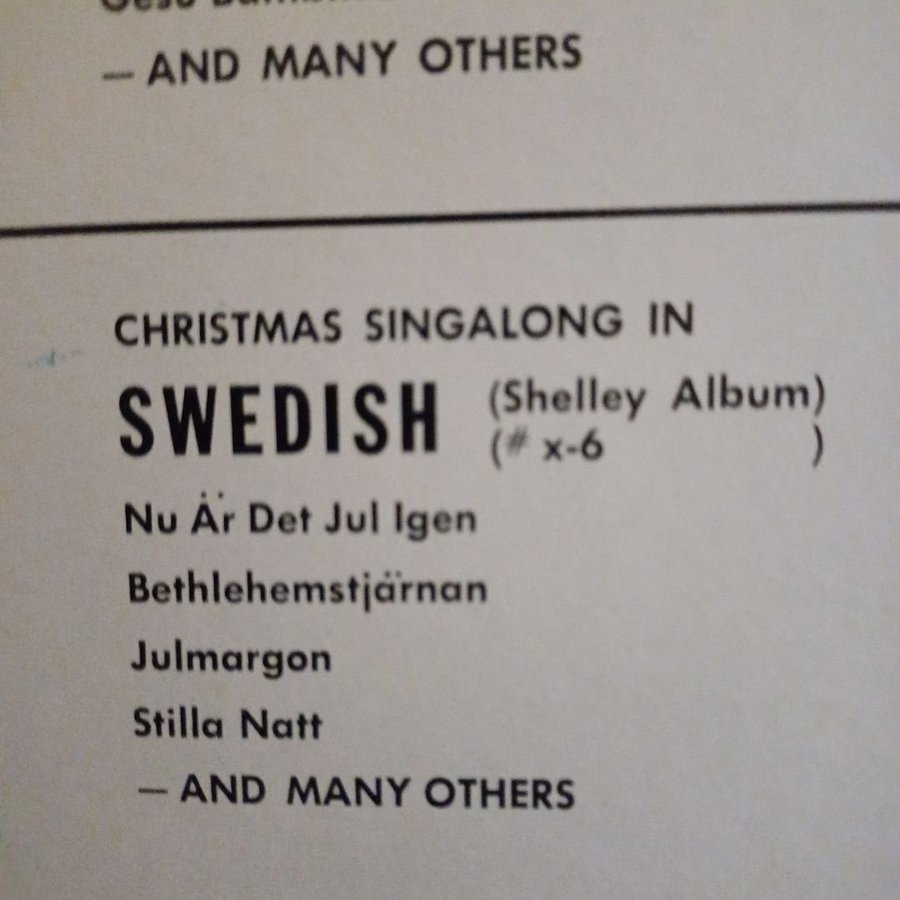 — AND MANY OTHERS
CHRISTMAS SINGALONG IN
SWEDISH (Shelley Album)
(# x-6 )
Nu Är Det Jul Igen
Bethlehemstjärnan
Julmargon
Stilla Natt
— AND MANY OTHERS